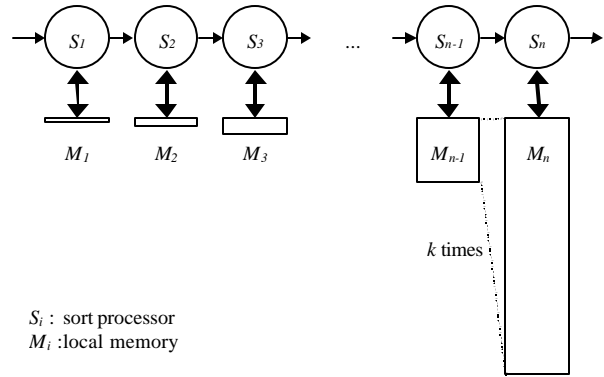 S1 S2 S3 ... Sn-1 Sn
M1 M2 M3 Mn-1 Mn
k times
Si : sort processor
Mi :local memory